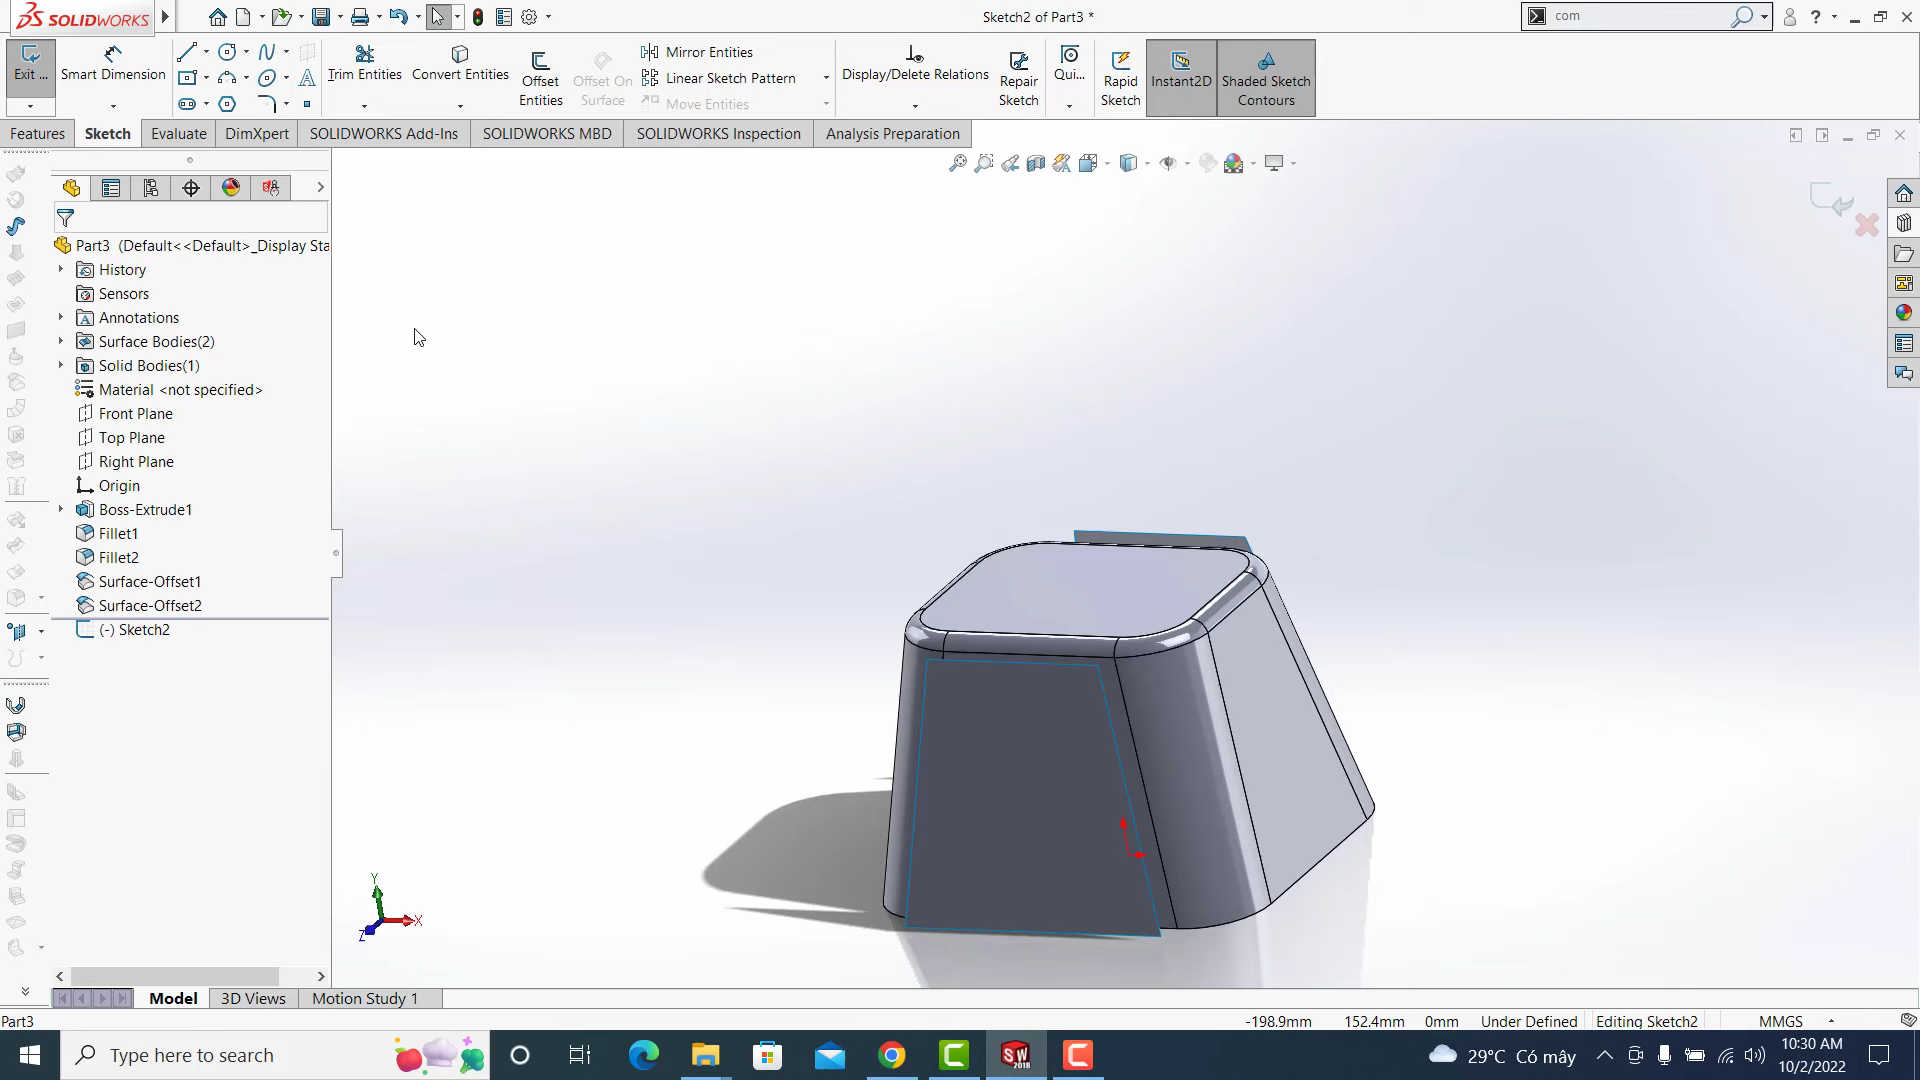 SOLIDWORKS
Sketch2 of Part3 *
com
Exit ...
Smart Dimension
Trim Entities
Convert Entities
Offset
Entities
Offset On
Surface
Mirror Entities
Linear Sketch Pattern
Move Entities
Display/Delete Relations
Repair
Sketch
Qui...
Rapid
Sketch
Instant2D
Shaded Sketch
Contours
Features
Sketch
Evaluate
DimXpert
SOLIDWORKS Add-Ins
SOLIDWORKS MBD
SOLIDWORKS Inspection
Analysis Preparation
Part3 (Default<<Default>_Display Sta
History
Sensors
Annotations
Surface Bodies(2)
Solid Bodies(1)
Material <not specified>
Front Plane
Top Plane
Right Plane
Origin
Boss-Extrude1
Fillet1
Fillet2
Surface-Offset1
Surface-Offset2
(-) Sketch2
Y
X
Z
Model
3D Views
Motion Study 1
Part3
-198.9mm
152.4mm
0mm
Under Defined
Editing Sketch2
MMGS
Type here to search
SW
2018
29°C Có mây
10:30 AM
10/2/2022